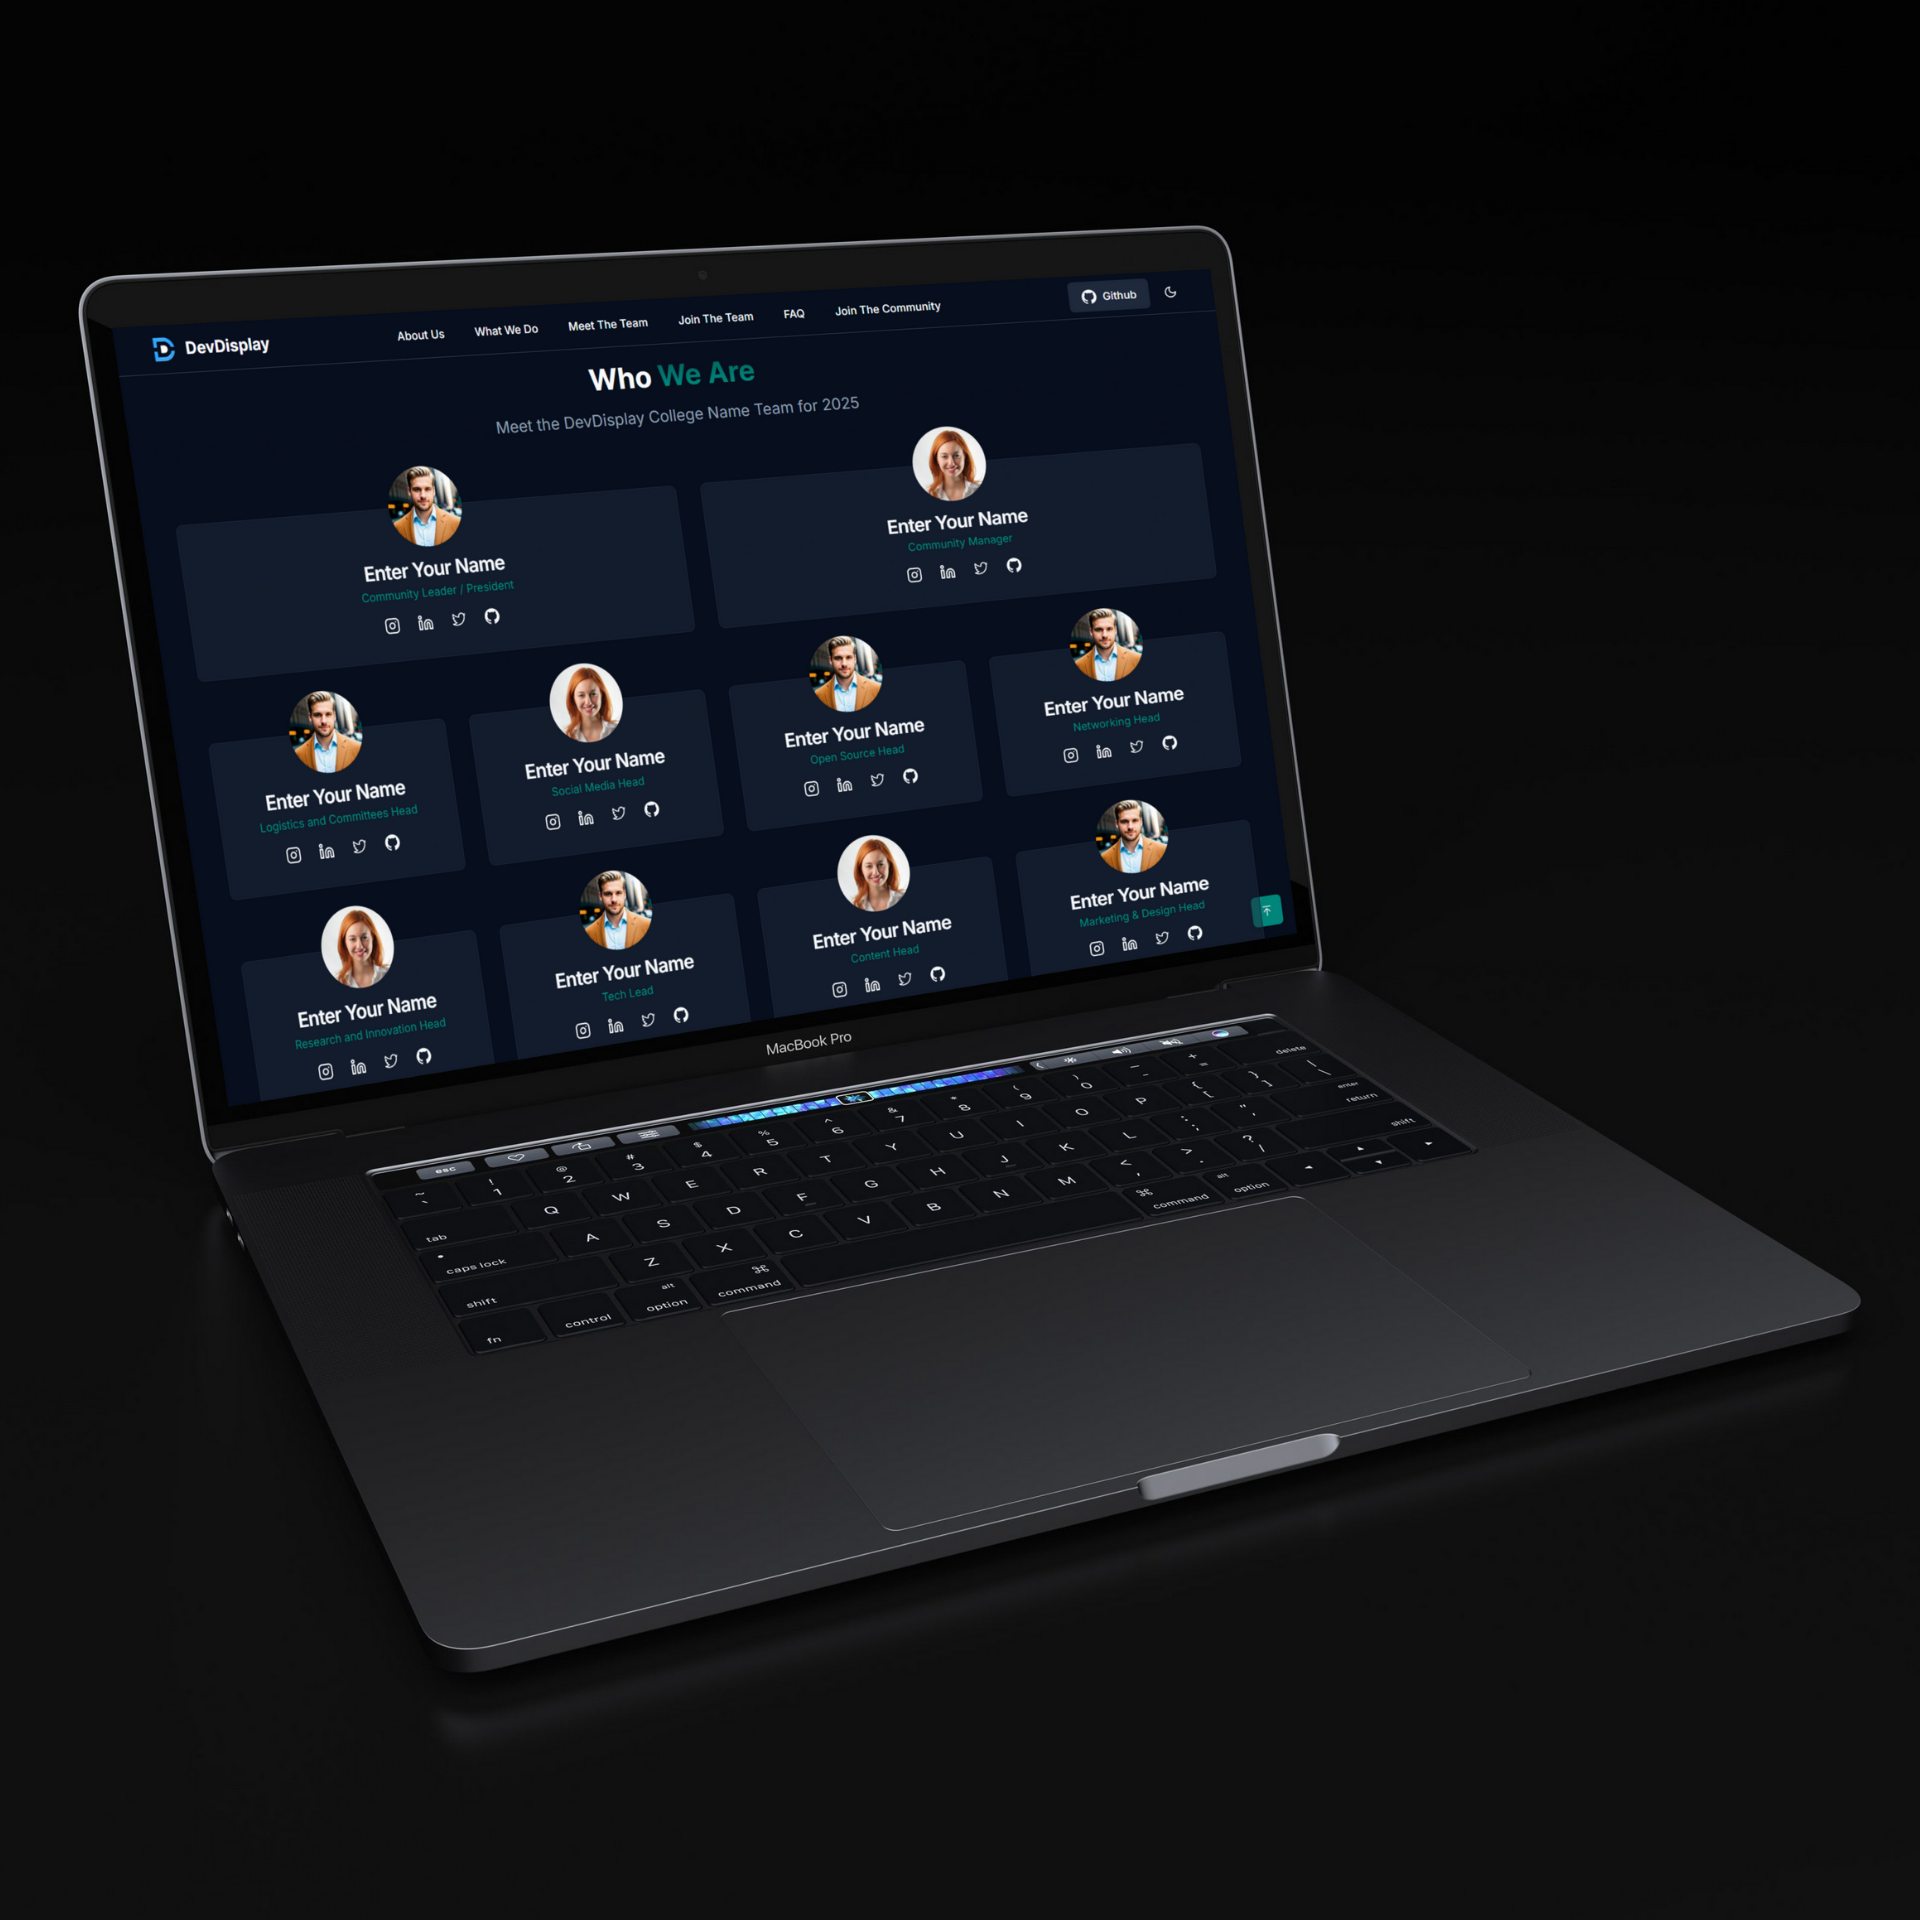 DevDisplay
About Us
What We Do
Meet The Team
Join The Team
FAQ
Join The Community
Github
Who We Are
Meet the DevDisplay College Name Team for 2025
Enter Your Name
Community Leader / President
Enter Your Name
Community Manager
Enter Your Name
Logistics and Committees Head
Enter Your Name
Social Media Head
Enter Your Name
Open Source Head
Enter Your Name
Networking Head
Enter Your Name
Research and Innovation Head
Enter Your Name
Tech Lead
Enter Your Name
Content Head
Enter Your Name
Marketing & Design Head
MacBook Pro
esc
~ ` ! 1 @ 2 # 3 $ 4 % 5 ^ 6 & 7 * 8 ( 9 ) 0 _ - + = delete
tab Q W E R T Y U I O P { [ } ] | \
caps lock A S D F G H J K L : ; " ' enter return
shift Z X C V B N M < , > . ? / shift
fn control alt option ⌘ command ⌘ command alt option